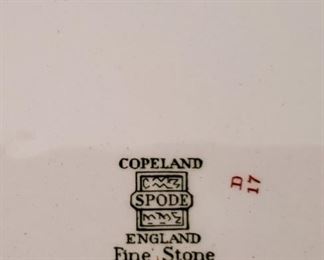 COPELAND
SPODE
ENGLAND
Fine Stone
D
17